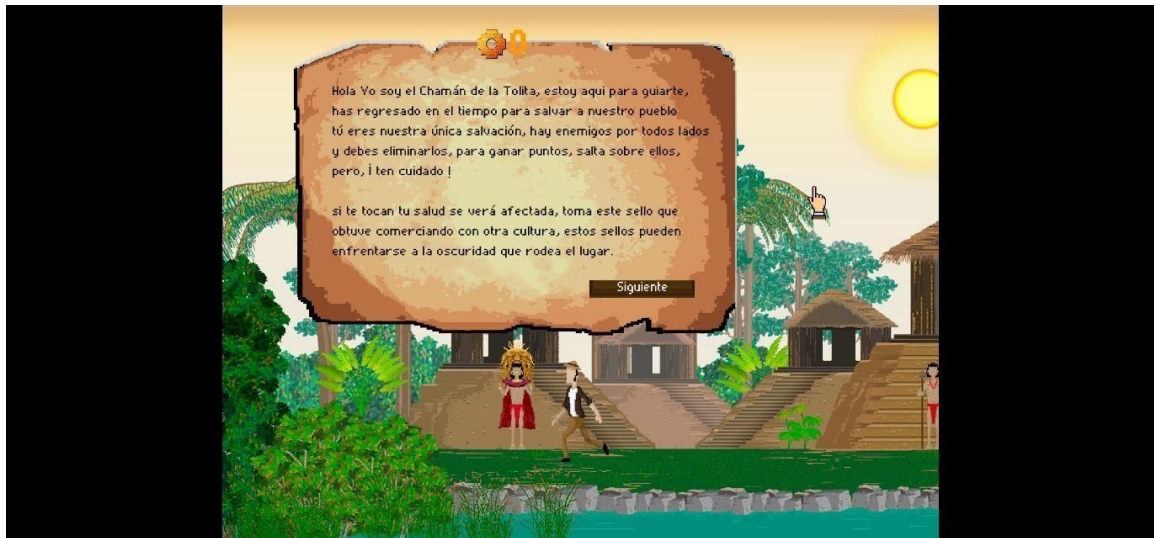 0
Hola Yo soy el Chamán de la Tolita, estoy aqui para guiarte,
has regresado en el tiempo para salvar a nuestro pueblo
tú eres nuestra única salvación, hay enemigos por todos lados
y debes eliminarlos, para ganar puntos, salta sobre ellos,
pero, ¡ ten cuidado !
si te tocan tu salud se verá afectada, toma este sello que
obtuve comerciando con otra cultura, estos sellos pueden
enfrentarse a la oscuridad que rodea el lugar.
Siguiente